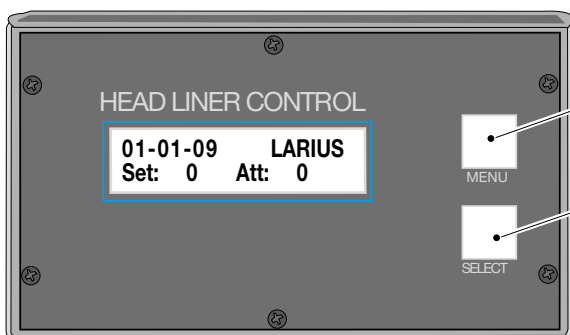 HEAD LINER CONTROL
01-01-09 LARIUS
Set: 0 Att: 0
MENU
SELECT